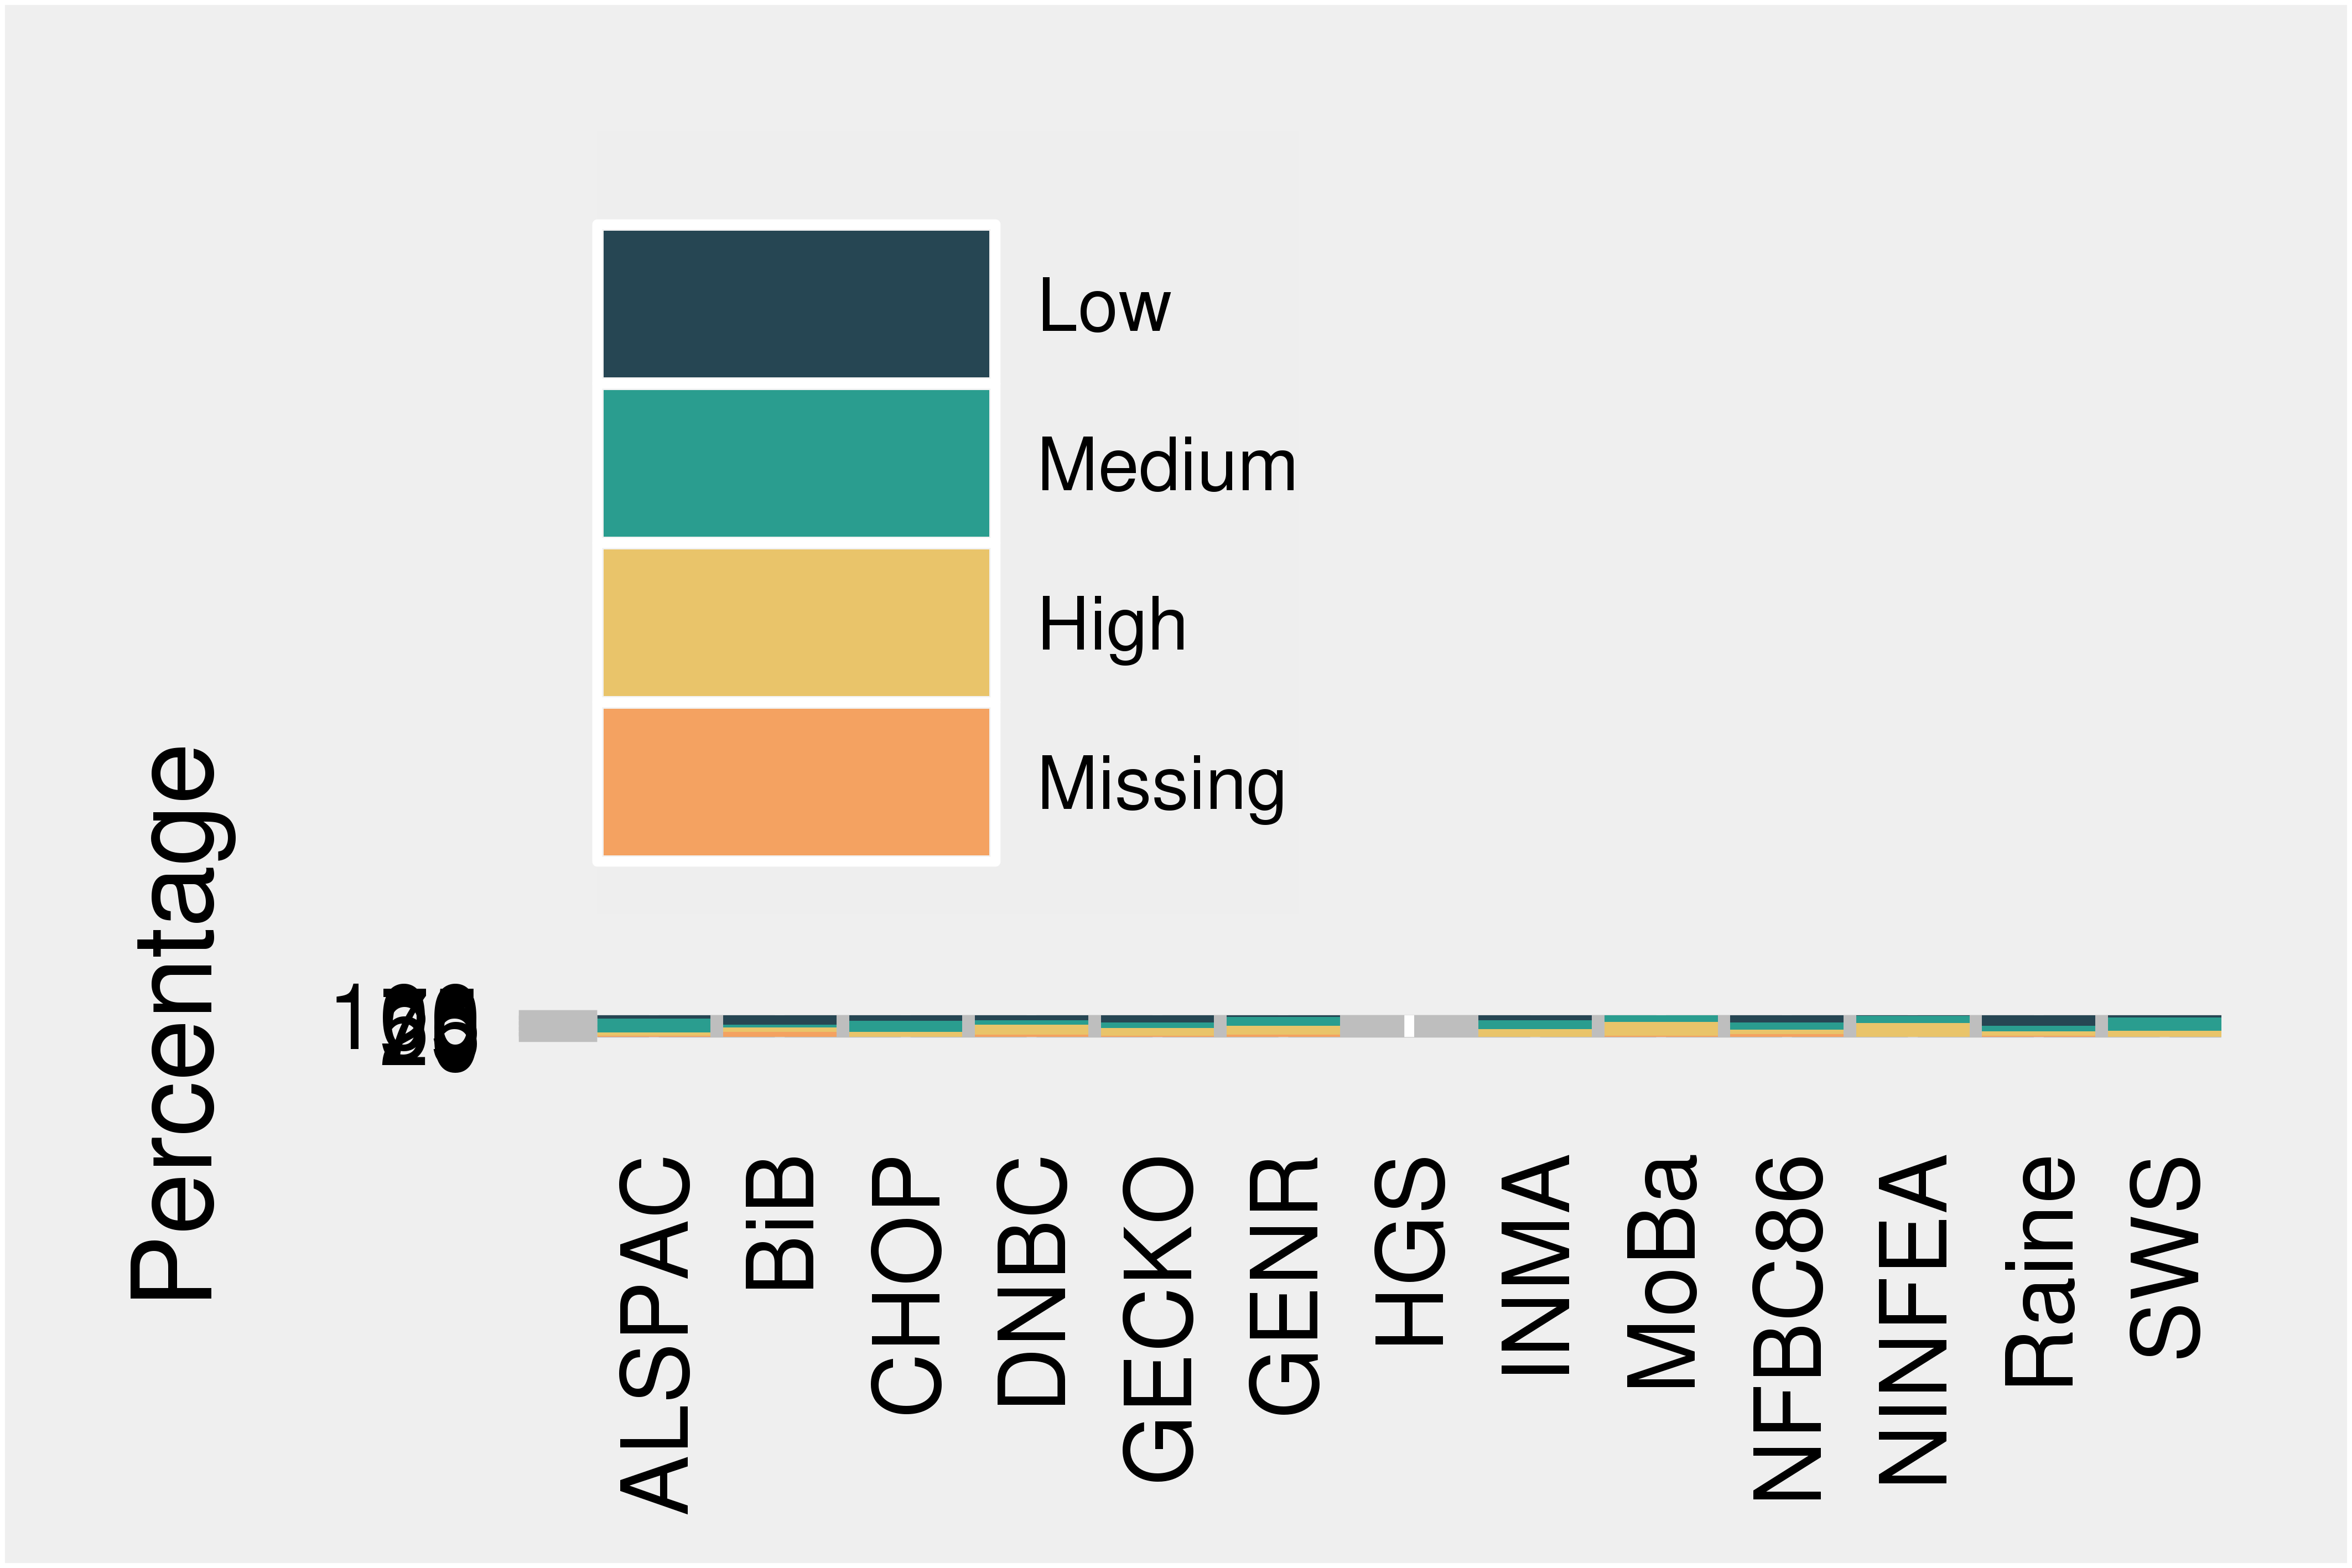 Low
Medium
High
Missing
Percentage
ALSPAC
BiB
CHOP
DNBC
GECKO
GENR
HGS
INMA
MoBa
NFBC86
NINFEA
Raine
SWS